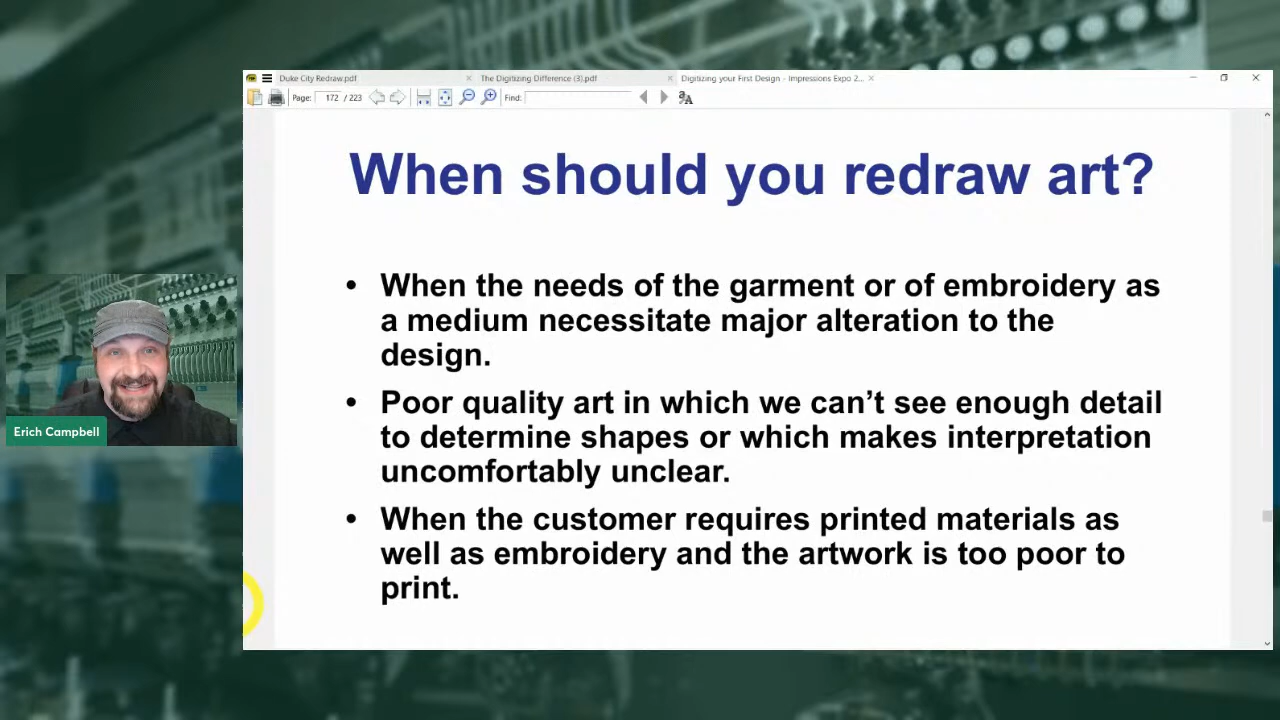 Duke City Redraw.pdf
The Digitizing Difference (3).pdf
Digitizing your First Design - Impressions Expo 2...
Page: 172 / 223
Find:
When should you redraw art?
• When the needs of the garment or of embroidery as
a medium necessitate major alteration to the
design.
• Poor quality art in which we can't see enough detail
to determine shapes or which makes interpretation
uncomfortably unclear.
• When the customer requires printed materials as
well as embroidery and the artwork is too poor to
print.
Erich Campbell